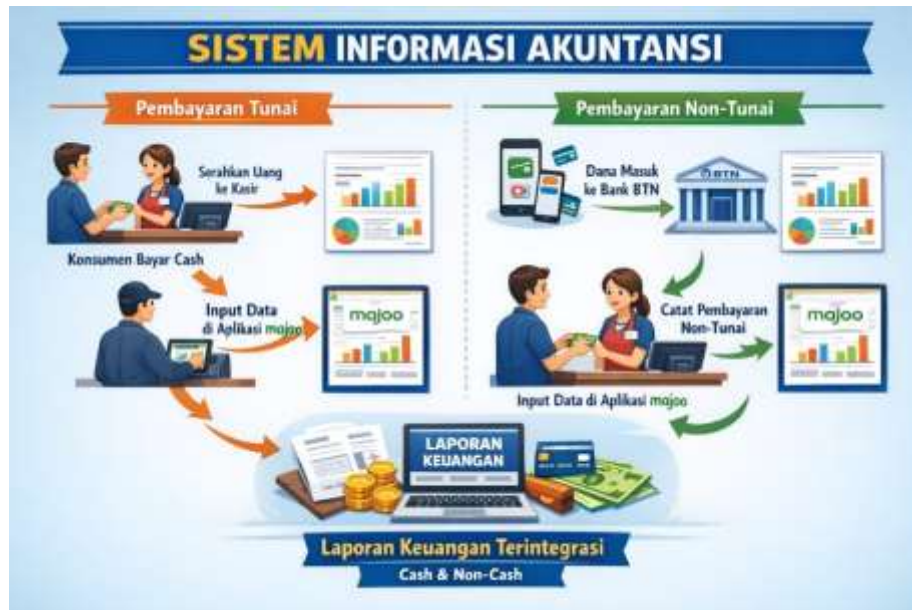 SISTEM INFORMASI AKUNTANSI
Pembayaran Tunai
Serahkan Uang
ke Kasir
Konsumen Bayar Cash
Input Data
di Aplikasi majoo
majoo
Pembayaran Non-Tunai
Dana Masuk
ke Bank BTN
BTN
Catat Pembayaran
Non-Tunai
majoo
Input Data di Aplikasi majoo
LAPORAN
KEUANGAN
Laporan Keuangan Terintegrasi
Cash & Non-Cash